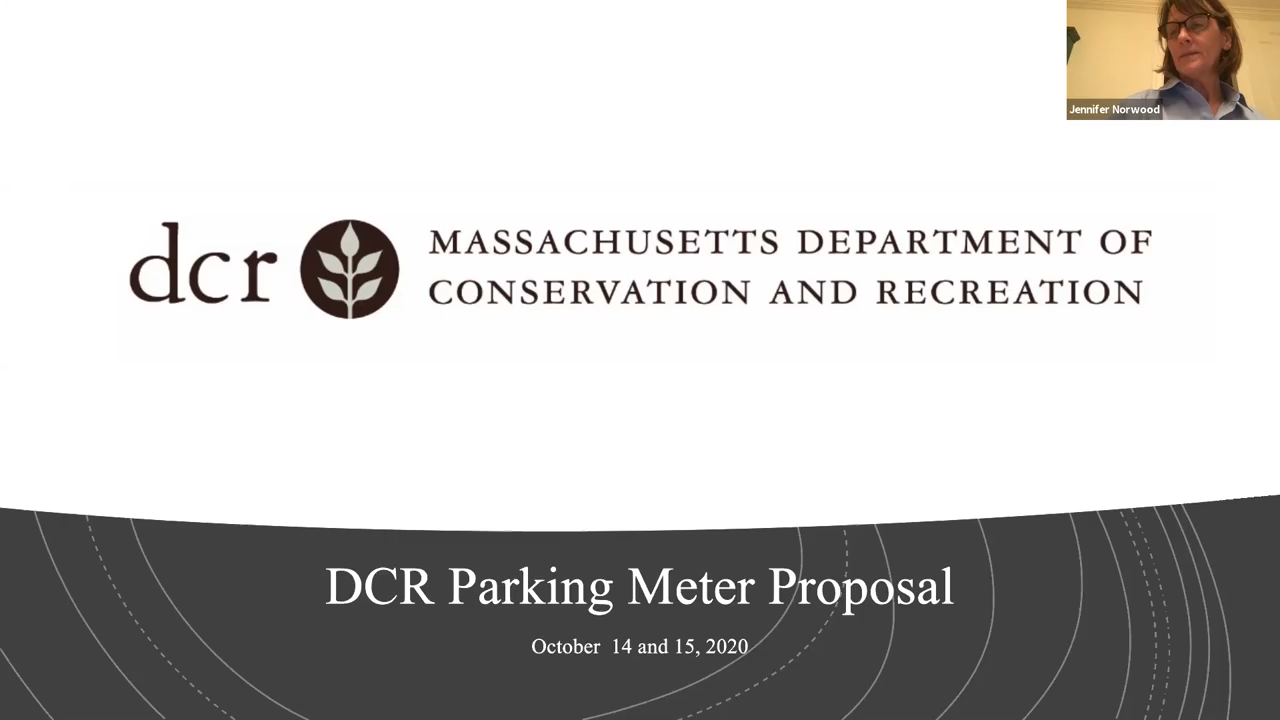 Jennifer Norwood
dcr
MASSACHUSETTS DEPARTMENT OF
CONSERVATION AND RECREATION
DCR Parking Meter Proposal
October 14 and 15, 2020